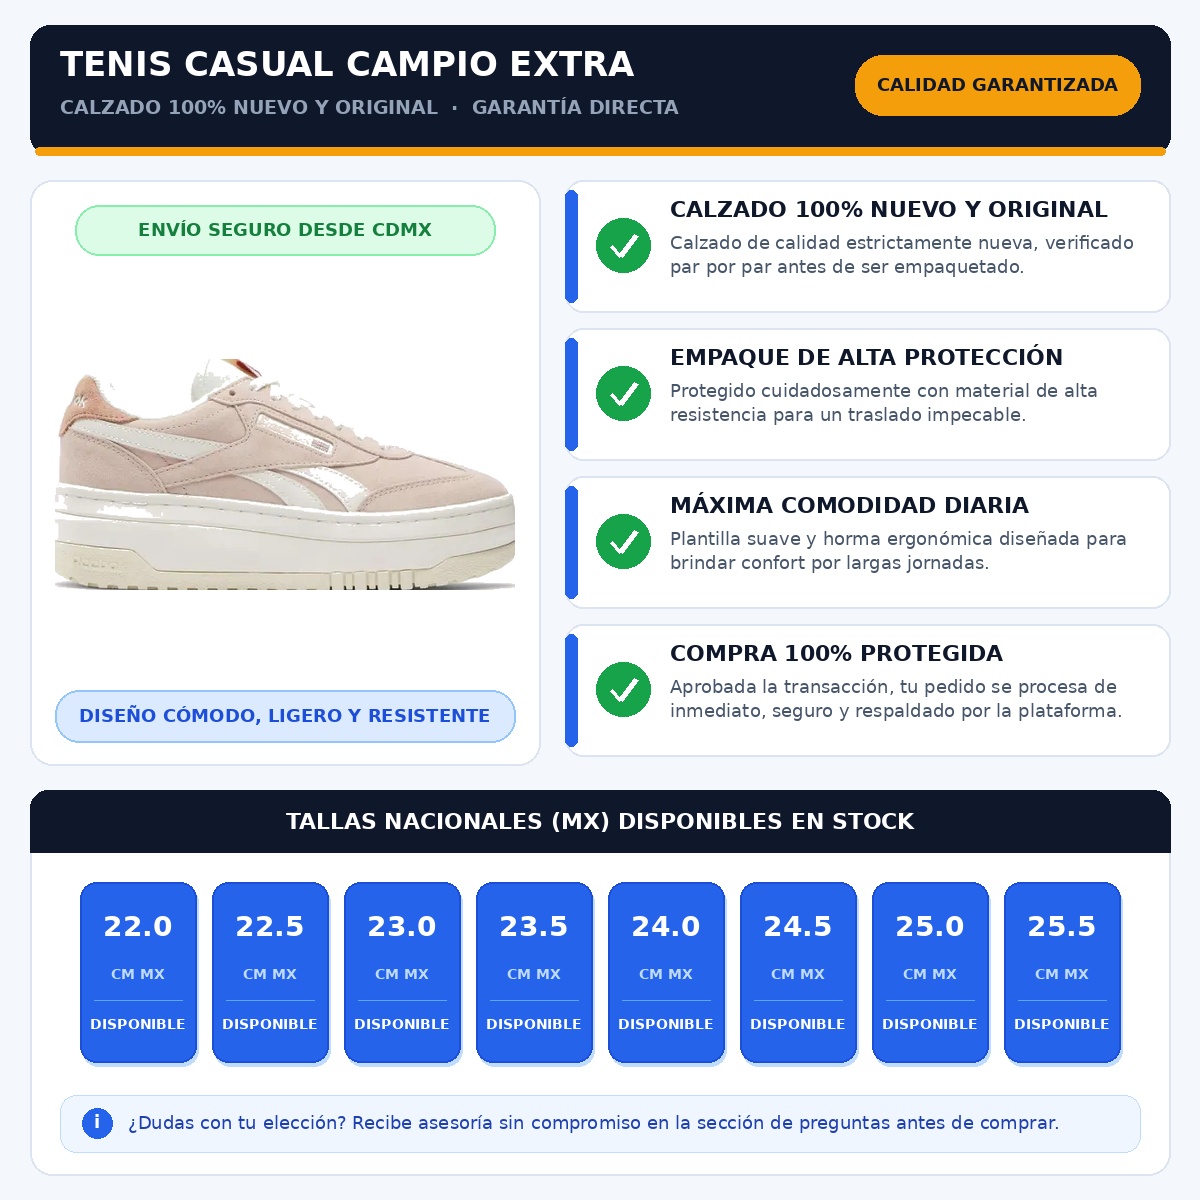 TENIS CASUAL CAMPIO EXTRA
CALZADO 100% NUEVO Y ORIGINAL · GARANTÍA DIRECTA
CALIDAD GARANTIZADA
ENVÍO SEGURO DESDE CDMX
ok
DISEÑO CÓMODO, LIGERO Y RESISTENTE
CALZADO 100% NUEVO Y ORIGINAL
Calzado de calidad estrictamente nueva, verificado
par por par antes de ser empaquetado.
EMPAQUE DE ALTA PROTECCIÓN
Protegido cuidadosamente con material de alta
resistencia para un traslado impecable.
MÁXIMA COMODIDAD DIARIA
Plantilla suave y horma ergonómica diseñada para
brindar confort por largas jornadas.
COMPRA 100% PROTEGIDA
Aprobada la transacción, tu pedido se procesa de
inmediato, seguro y respaldado por la plataforma.
TALLAS NACIONALES (MX) DISPONIBLES EN STOCK
22.0 22.5 23.0 23.5 24.0 24.5 25.0 25.5
CM MX CM MX CM MX CM MX CM MX CM MX CM MX CM MX
DISPONIBLE DISPONIBLE DISPONIBLE DISPONIBLE DISPONIBLE DISPONIBLE DISPONIBLE DISPONIBLE
i ¿Dudas con tu elección? Recibe asesoría sin compromiso en la sección de preguntas antes de comprar.